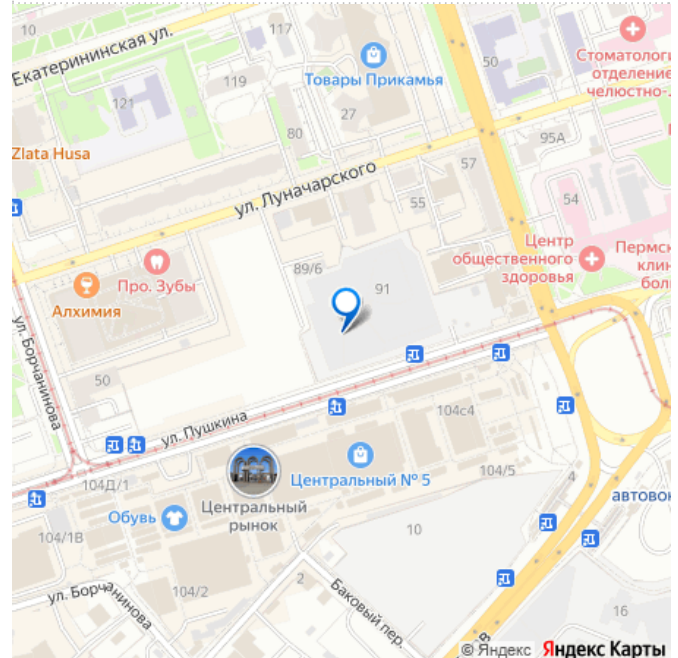 Екатерининская ул.
117
50
Стоматологи
отделение
челюстно-
Товары Прикамья
119
121
27
80
95А
Zlata Husa
57
ул. Луначарского
55
54
Центр
общественного
здоровья
Пермск
клин
боль
89/6
91
Про. Зубы
Алхимия
ул. Борчанинова
50
ул. Пушкина
104с4
104Д/1
Центральный № 5
104/5
4
автовок
Обувь
Центральный
рынок
104/1В
10
2
104/2
ул. Борчанинова
Баковый пер.
16
в
© Яндекс Яндекс Карты